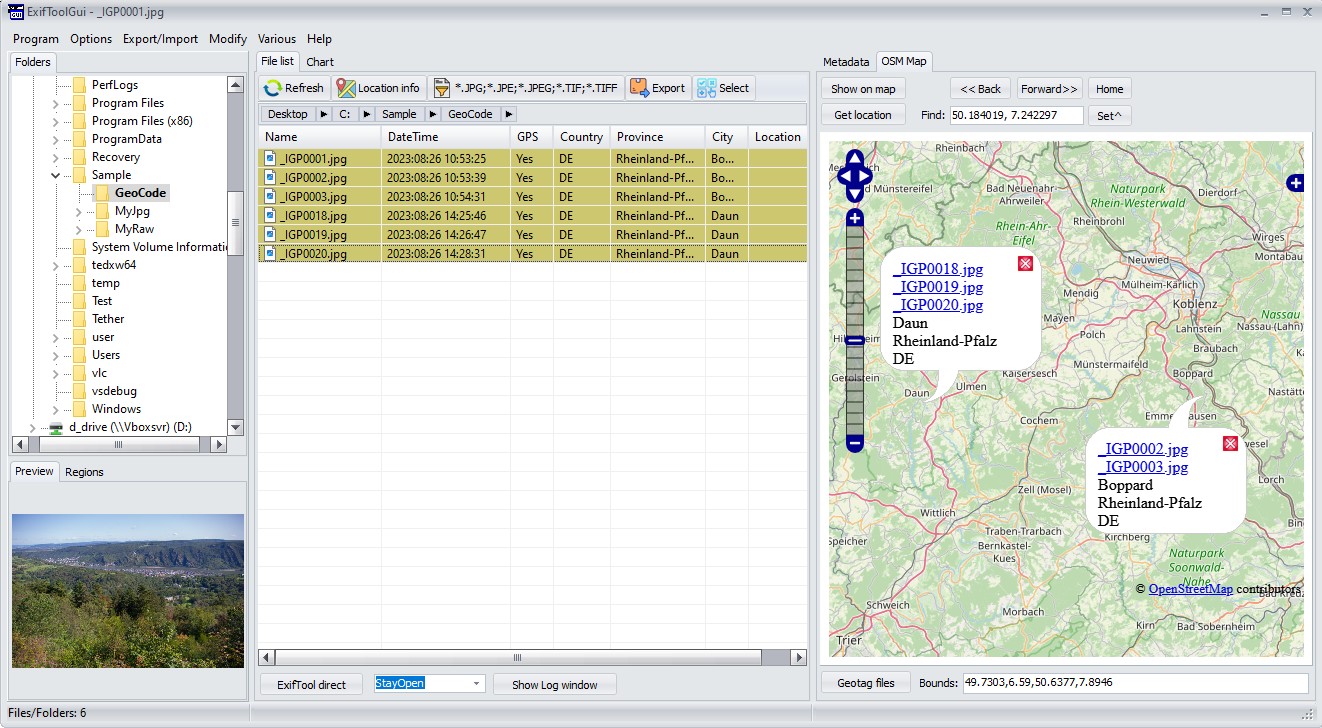 ExifToolGui - _IGP0001.jpg
Program Options Export/Import Modify Various Help
Folders
PerfLogs
Program Files
Program Files (x86)
ProgramData
Recovery
Sample
GeoCode
MyJpg
MyRaw
System Volume Informati
tedxw64
temp
Test
Tether
user
Users
vlc
vsdebug
Windows
d_drive (\\Vboxsvr) (D:)
Preview Regions
File list Chart
Refresh Location info *.JPG;*.JPE;*.JPEG;*.TIF;*.TIFF Export Select
Desktop C: Sample GeoCode
Name DateTime GPS Country Province City Location
_IGP0001.jpg 2023:08:26 10:53:25 Yes DE Rheinland-Pf... Bo...
_IGP0002.jpg 2023:08:26 10:53:39 Yes DE Rheinland-Pf... Bo...
_IGP0003.jpg 2023:08:26 10:54:31 Yes DE Rheinland-Pf... Bo...
_IGP0018.jpg 2023:08:26 14:25:46 Yes DE Rheinland-Pf... Daun
_IGP0019.jpg 2023:08:26 14:26:47 Yes DE Rheinland-Pf... Daun
_IGP0020.jpg 2023:08:26 14:28:31 Yes DE Rheinland-Pf... Daun
ExifTool direct StayOpen Show Log window
Metadata OSM Map
Show on map << Back Forward>> Home
Get location Find: 50.184019, 7.242297 Set^
Rheinbach
Bad Münstereifel
Bad Neuenahr-
Ahrweiler
Naturpark
Rhein-Westerwald
Dierdorf
Rheinbrohl
Rhein-Ahr-
Eifel
Wirges
Neuwied
Montabau
Mülheim-Kärlich
Mendig
Koblenz
Nassau
Mayen
Lahnstein
Nassau (Lahn)
Polch
Braubach
Münstermaifeld
Kaisersesch
Boppard
Gerolstein
Ulmen
Daun
Nastätte
Cochem
Emme
ausen
wesel
Lorch
Zell (Mosel)
Wittlich
Traben-Trarbach
Bernkastel-
Kues
Speicher
Kirchberg
Bin
Naturpark
Soonwald-
Nahe
Schweich
Morbach
Kirn
Bad Sobernheim
Trier
_IGP0018.jpg
_IGP0019.jpg
_IGP0020.jpg
Daun
Rheinland-Pfalz
DE
_IGP0002.jpg
_IGP0003.jpg
Boppard
Rheinland-Pfalz
DE
© OpenStreetMap contributors
Geotag files Bounds: 49.7303,6.59,50.6377,7.8946
Files/Folders: 6